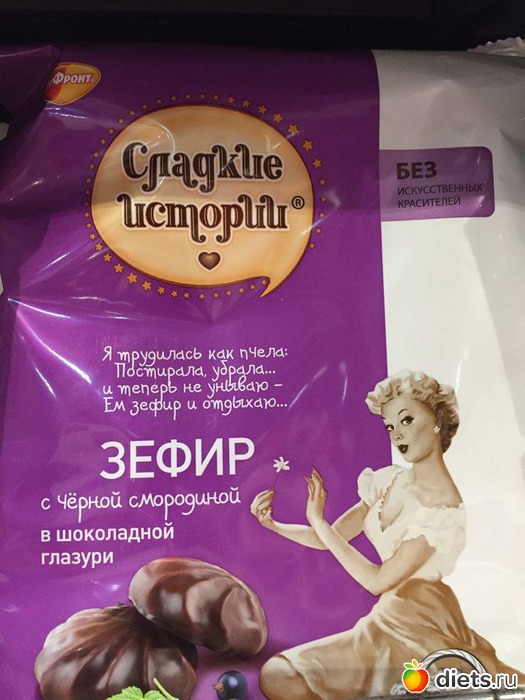 Фронт
Сладкие
истории®
БЕЗ
ИСКУССТВЕННЫХ
КРАСИТЕЛЕЙ
Я трудилась как пчела:
Постирала, убрала...
и теперь не унываю –
Ем зефир и отдыхаю...
ЗЕФИР
с чёрной смородиной
в шоколадной
глазури
diets.ru